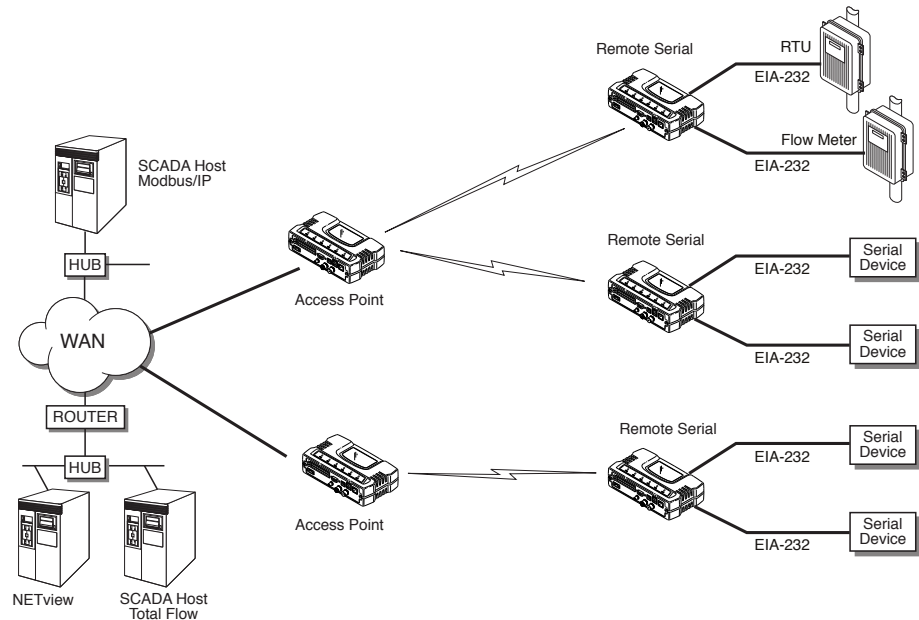 Remote Serial
RTU
EIA-232
Flow Meter
EIA-232
SCADA Host
Modbus/IP
HUB
Access Point
Remote Serial
EIA-232
Serial
Device
EIA-232
Serial
Device
WAN
ROUTER
HUB
NETview
SCADA Host
Total Flow
Access Point
Remote Serial
EIA-232
Serial
Device
EIA-232
Serial
Device